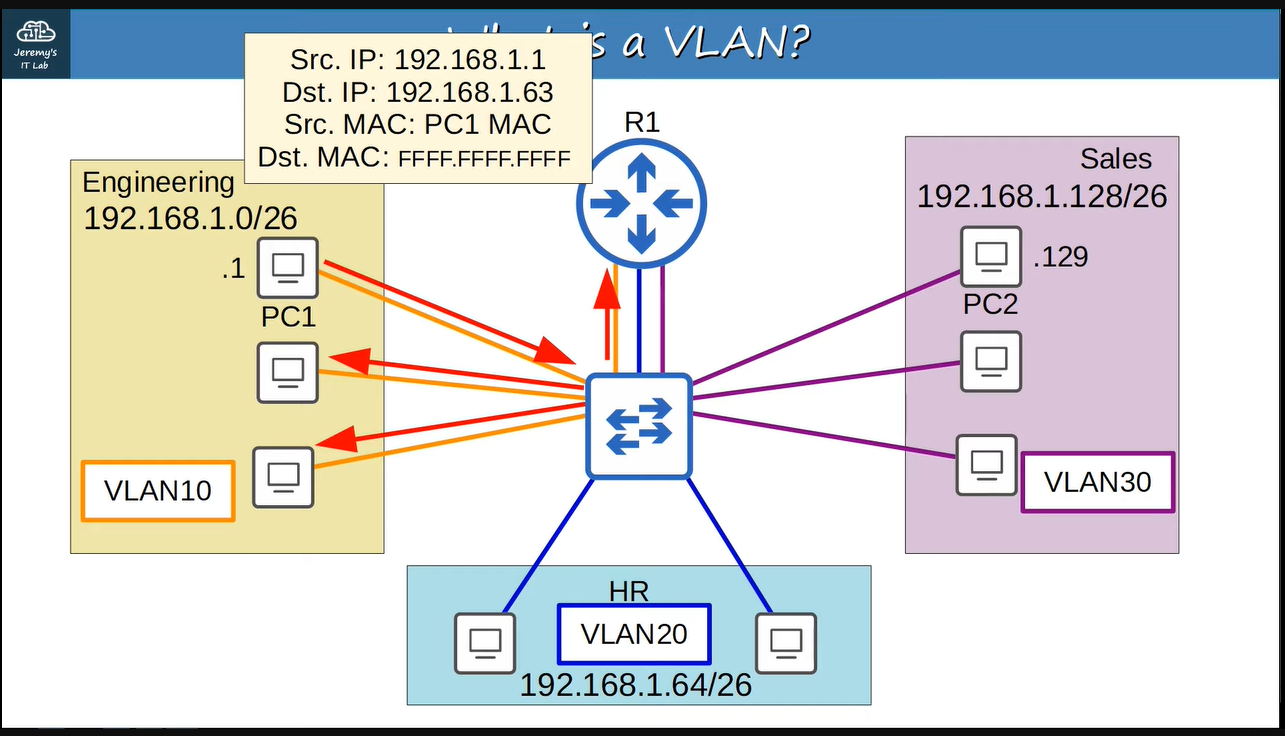 Jeremy's
IT Lab
is a VLAN?
Src. IP: 192.168.1.1
Dst. IP: 192.168.1.63
Src. MAC: PC1 MAC
Dst. MAC: FFFF.FFFF.FFFF
R1
Engineering
192.168.1.0/26
.1
PC1
VLAN10
Sales
192.168.1.128/26
.129
PC2
VLAN30
HR
VLAN20
192.168.1.64/26